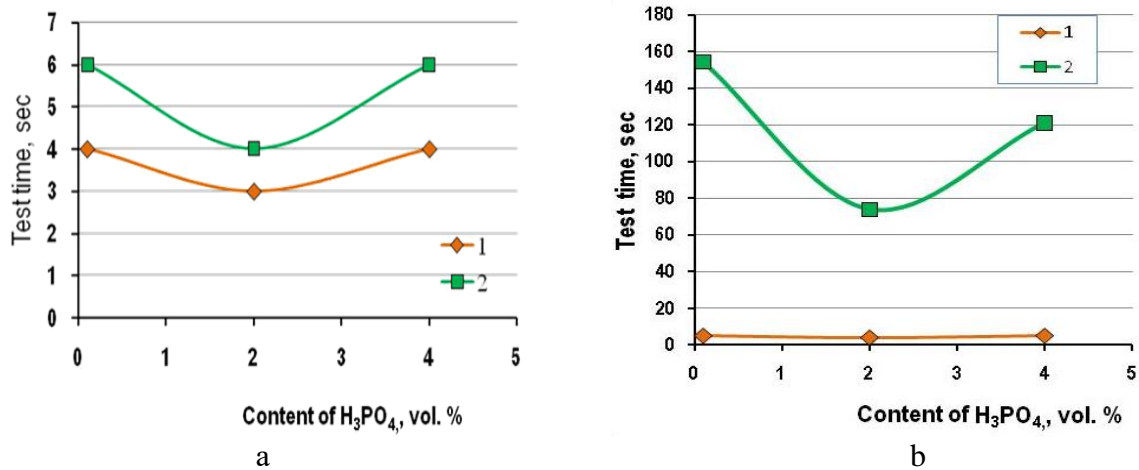 7
6
5
4
3
2
1
0
Test time, sec
1
2
0 1 2 3 4 5
Content of H₃PO₄,, vol. %
a
180
160
140
120
100
80
60
40
20
0
Test time, sec
1
2
0 1 2 3 4 5
Content of H₃PO₄,, vol. %
b